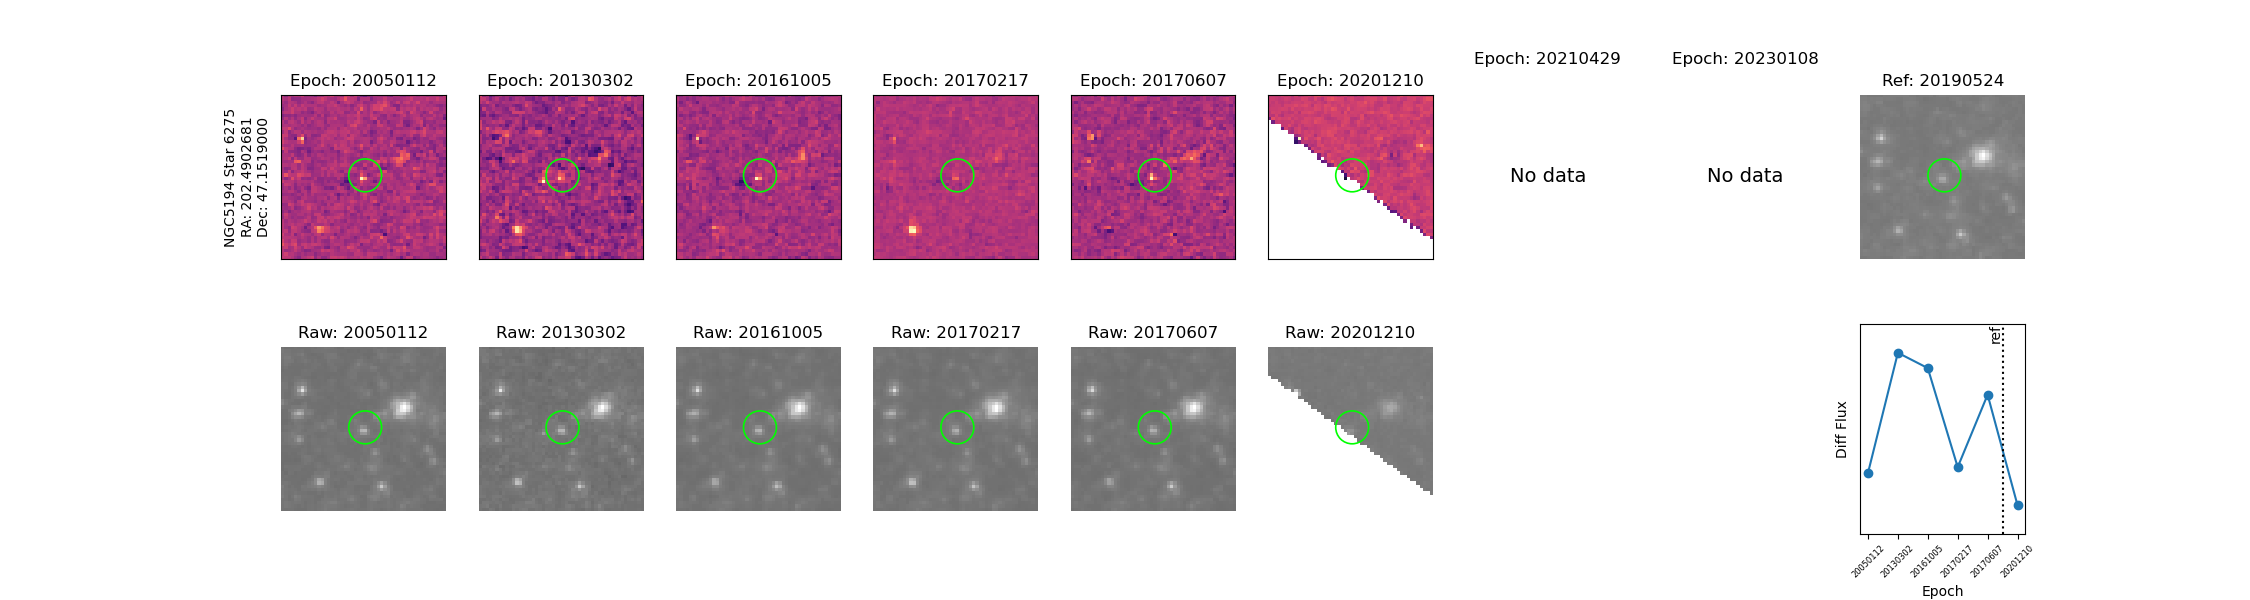 Epoch: 20050112
Epoch: 20130302
Epoch: 20161005
Epoch: 20170217
Epoch: 20170607
Epoch: 20201210
Epoch: 20210429
Epoch: 20230108
Ref: 20190524
NGC5194 Star 6275
RA: 202.4902681
Dec: 47.1519000
No data
No data
Raw: 20050112
Raw: 20130302
Raw: 20161005
Raw: 20170217
Raw: 20170607
Raw: 20201210
ref
Diff Flux
20050112
20130302
20161005
20170217
20170607
20201210
Epoch